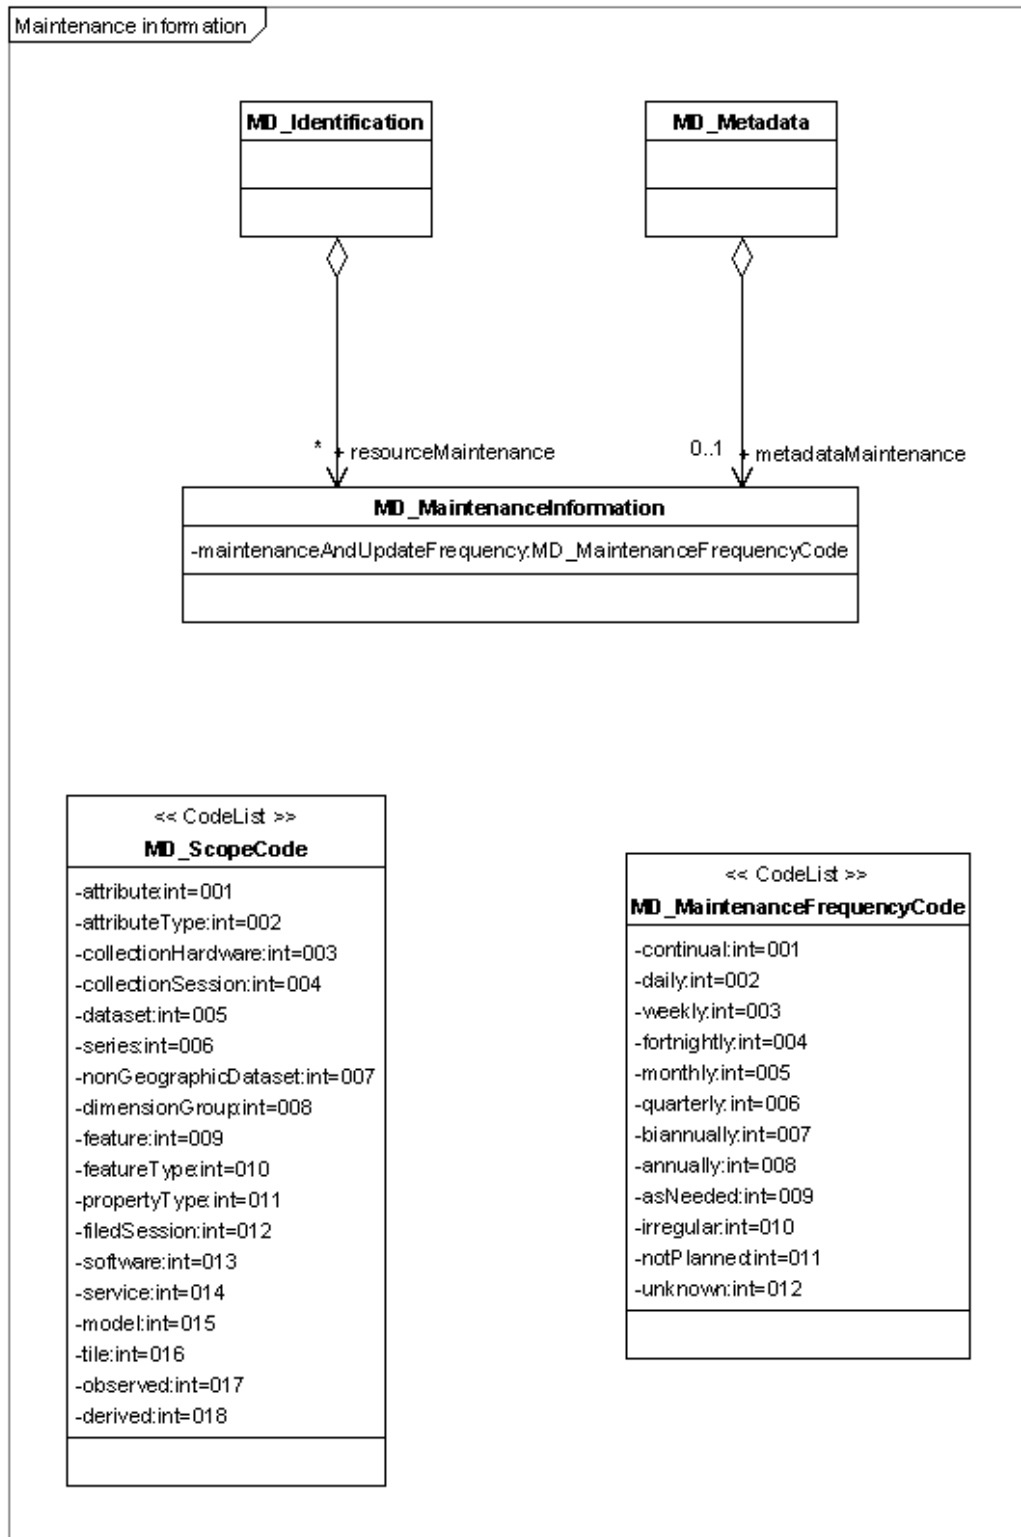 Maintenance information
MD_Identification
MD_Metadata
* + resourceMaintenance
0..1 + metadataMaintenance
MD_MaintenanceInformation
-maintenanceAndUpdateFrequency:MD_MaintenanceFrequencyCode
<< CodeList >>
MD_ScopeCode
-attribute:int=001
-attributeType:int=002
-collectionHardware:int=003
-collectionSession:int=004
-dataset:int=005
-series:int=006
-nonGeographicDataset:int=007
-dimensionGroup:int=008
-feature:int=009
-featureType:int=010
-propertyType:int=011
-filedSession:int=012
-software:int=013
-service:int=014
-model:int=015
-tile:int=016
-observed:int=017
-derived:int=018
<< CodeList >>
MD_MaintenanceFrequencyCode
-continual:int=001
-daily:int=002
-weekly:int=003
-fortnightly:int=004
-monthly:int=005
-quarterly:int=006
-biannually:int=007
-annually:int=008
-asNeeded:int=009
-irregular:int=010
-notPlanned:int=011
-unknown:int=012